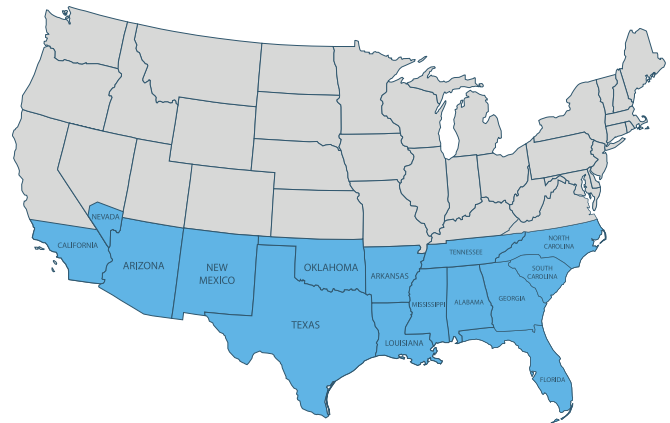 NEVADA
CALIFORNIA
ARIZONA
NEW
MEXICO
OKLAHOMA
TEXAS
ARKANSAS
LOUISIANA
TENNESSEE
MISSISSIPPI
ALABAMA
GEORGIA
NORTH
CAROLINA
SOUTH
CAROLINA
FLORIDA